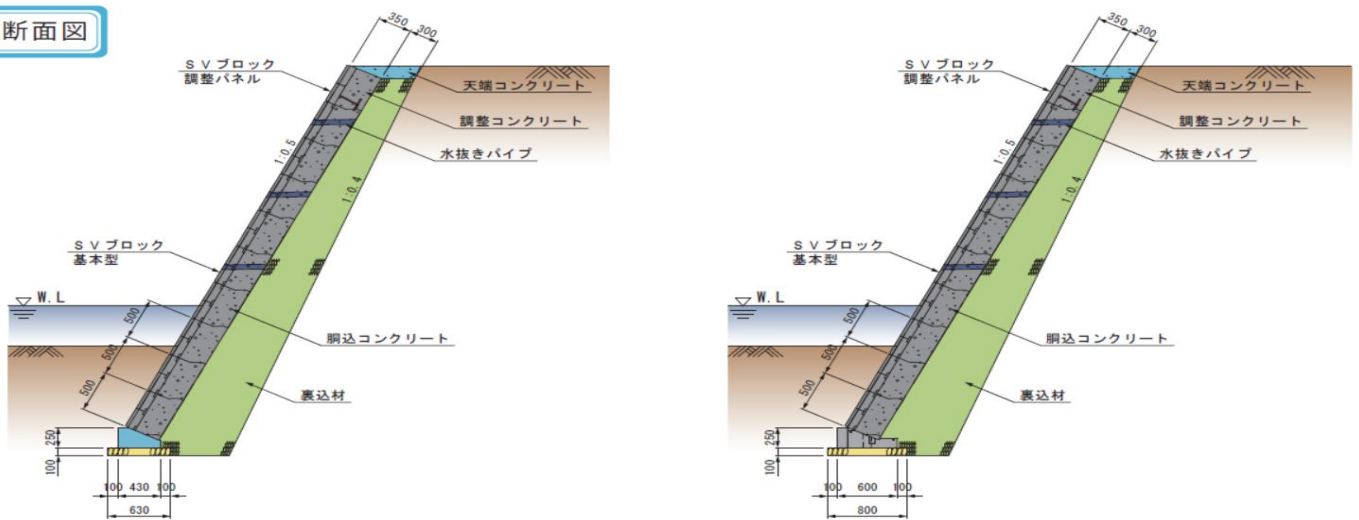 断面図
350
300
SVブロック
調整パネル
天端コンクリート
調整コンクリート
水抜きパイプ
1:0.5
1:0.4
SVブロック
基本型
W.L
500
500
500
胴込コンクリート
裏込材
250
100
100 430 100
630
350
300
SVブロック
調整パネル
天端コンクリート
調整コンクリート
水抜きパイプ
1:0.5
1:0.4
SVブロック
基本型
W.L
500
500
500
胴込コンクリート
裏込材
250
100
100 600 100
800